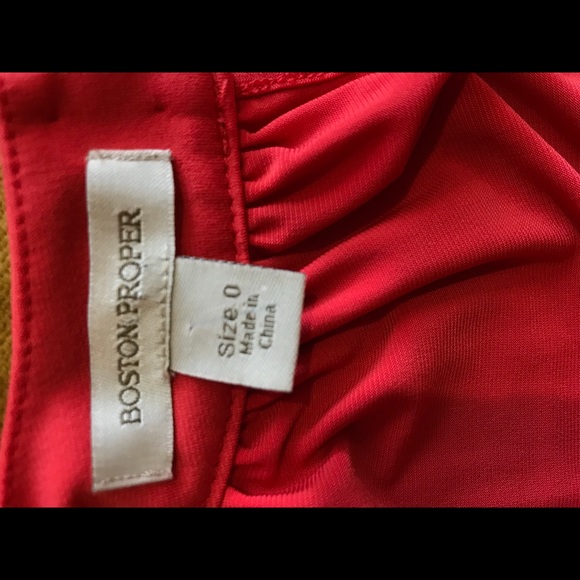 BOSTON PROPER
Size 0
Made in
China